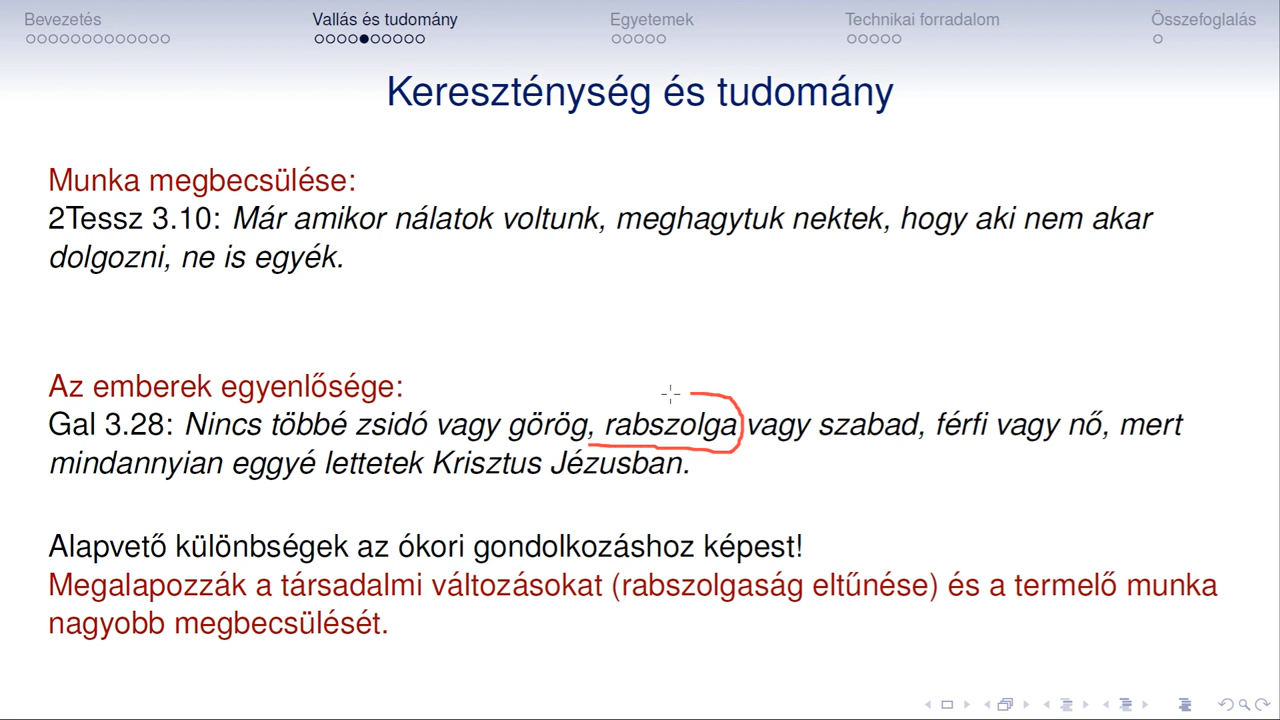 Bevezetés
Vallás és tudomány
Egyetemek
Technikai forradalom
Összefoglalás
Kereszténység és tudomány
Munka megbecsülése:
2Tessz 3.10: Már amikor nálatok voltunk, meghagytuk nektek, hogy aki nem akar
dolgozni, ne is egyék.
Az emberek egyenlősége:
Gal 3.28: Nincs többé zsidó vagy görög, rabszolga vagy szabad, férfi vagy nő, mert
mindannyian eggyé lettetek Krisztus Jézusban.
Alapvető különbségek az ókori gondolkozáshoz képest!
Megalapozzák a társadalmi változásokat (rabszolgaság eltűnése) és a termelő munka
nagyobb megbecsülését.